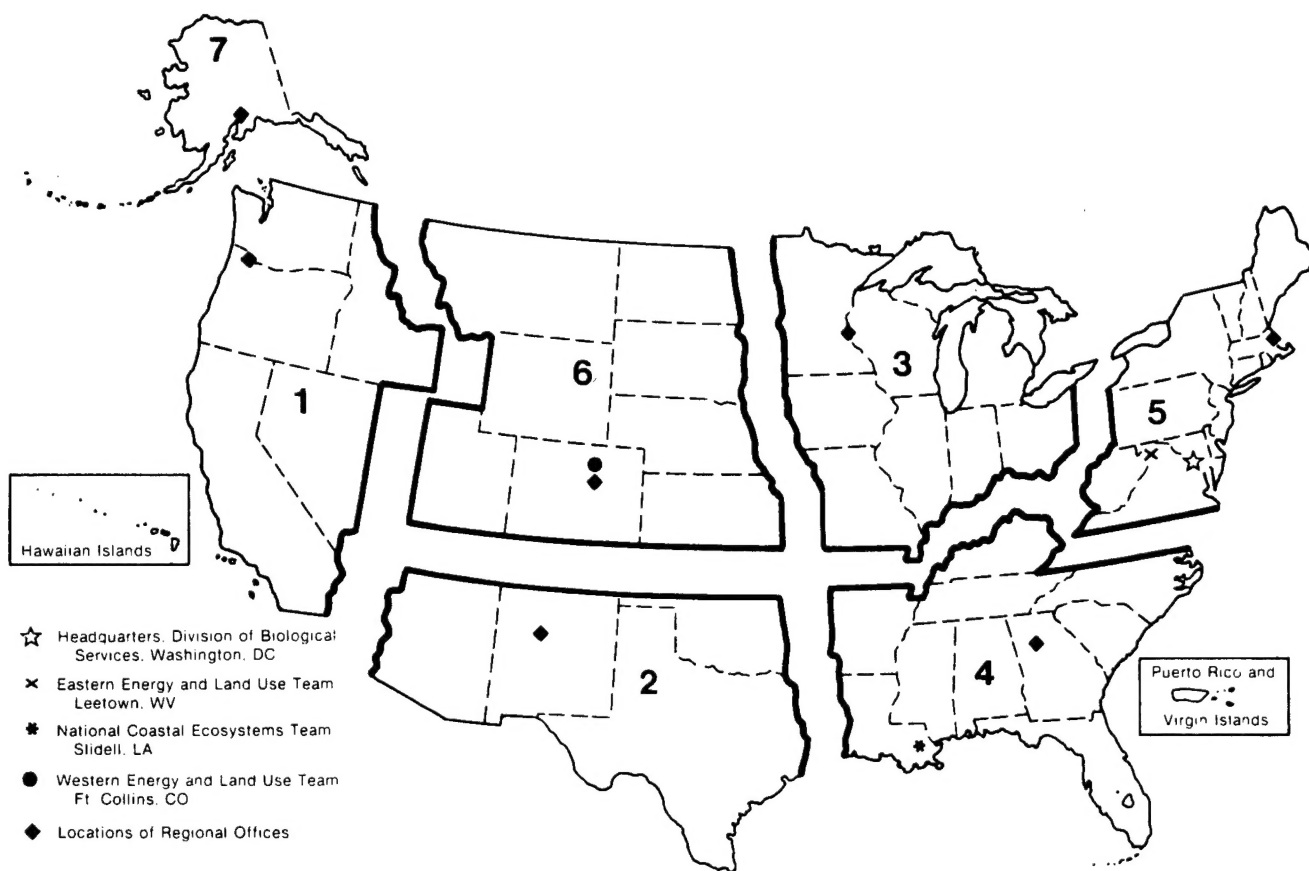 7
3
6
5
1
Hawaiian Islands
☆ Headquarters, Division of Biological
Services, Washington, DC
× Eastern Energy and Land Use Team
Leetown, WV
* National Coastal Ecosystems Team
Slidell, LA
● Western Energy and Land Use Team
Ft. Collins, CO
◆ Locations of Regional Offices
2
4
Puerto Rico and
Virgin Islands